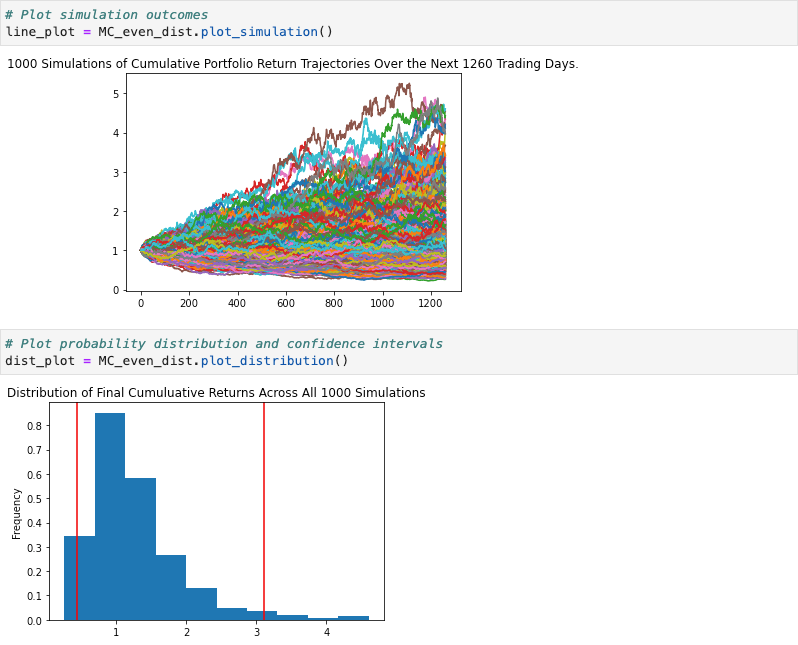 # Plot simulation outcomes
line_plot = MC_even_dist.plot_simulation()
1000 Simulations of Cumulative Portfolio Return Trajectories Over the Next 1260 Trading Days.
5
4
3
2
1
0
0 200 400 600 800 1000 1200
# Plot probability distribution and confidence intervals
dist_plot = MC_even_dist.plot_distribution()
Distribution of Final Cumuluative Returns Across All 1000 Simulations
0.8
0.7
0.6
0.5
0.4
0.3
0.2
0.1
0.0
Frequency
1 2 3 4